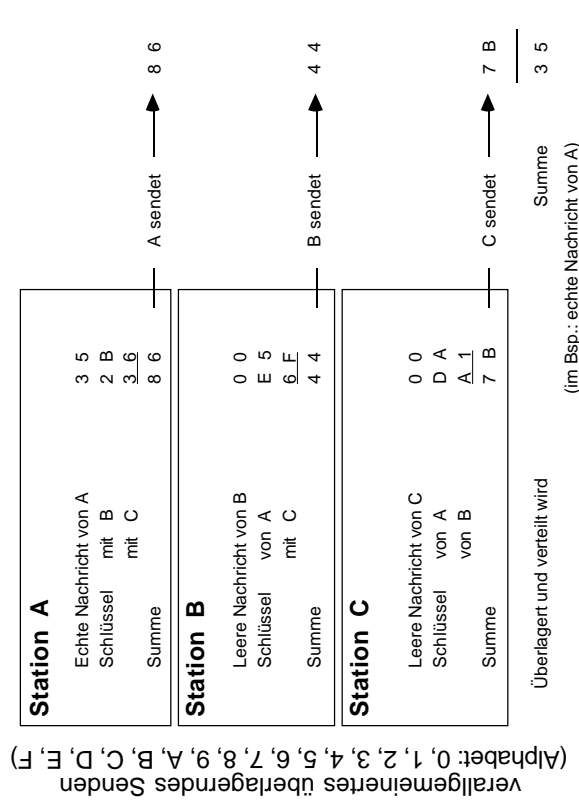 verallgemeinertes überlagerndes Senden
(Alphabet: 0, 1, 2, 3, 4, 5, 6, 7, 8, 9, A, B, C, D, E, F)
Station A
Echte Nachricht von A 3 5
Schlüssel mit B 2 B
mit C 3 6
Summe 8 6 A sendet 8 6
Station B
Leere Nachricht von B 0 0
Schlüssel von A E 5
mit C 6 F
Summe 4 4 B sendet 4 4
Station C
Leere Nachricht von C 0 0
Schlüssel von A D A
von B A 1
Summe 7 B C sendet 7 B
Überlagert und verteilt wird Summe 3 5
(im Bsp.: echte Nachricht von A)